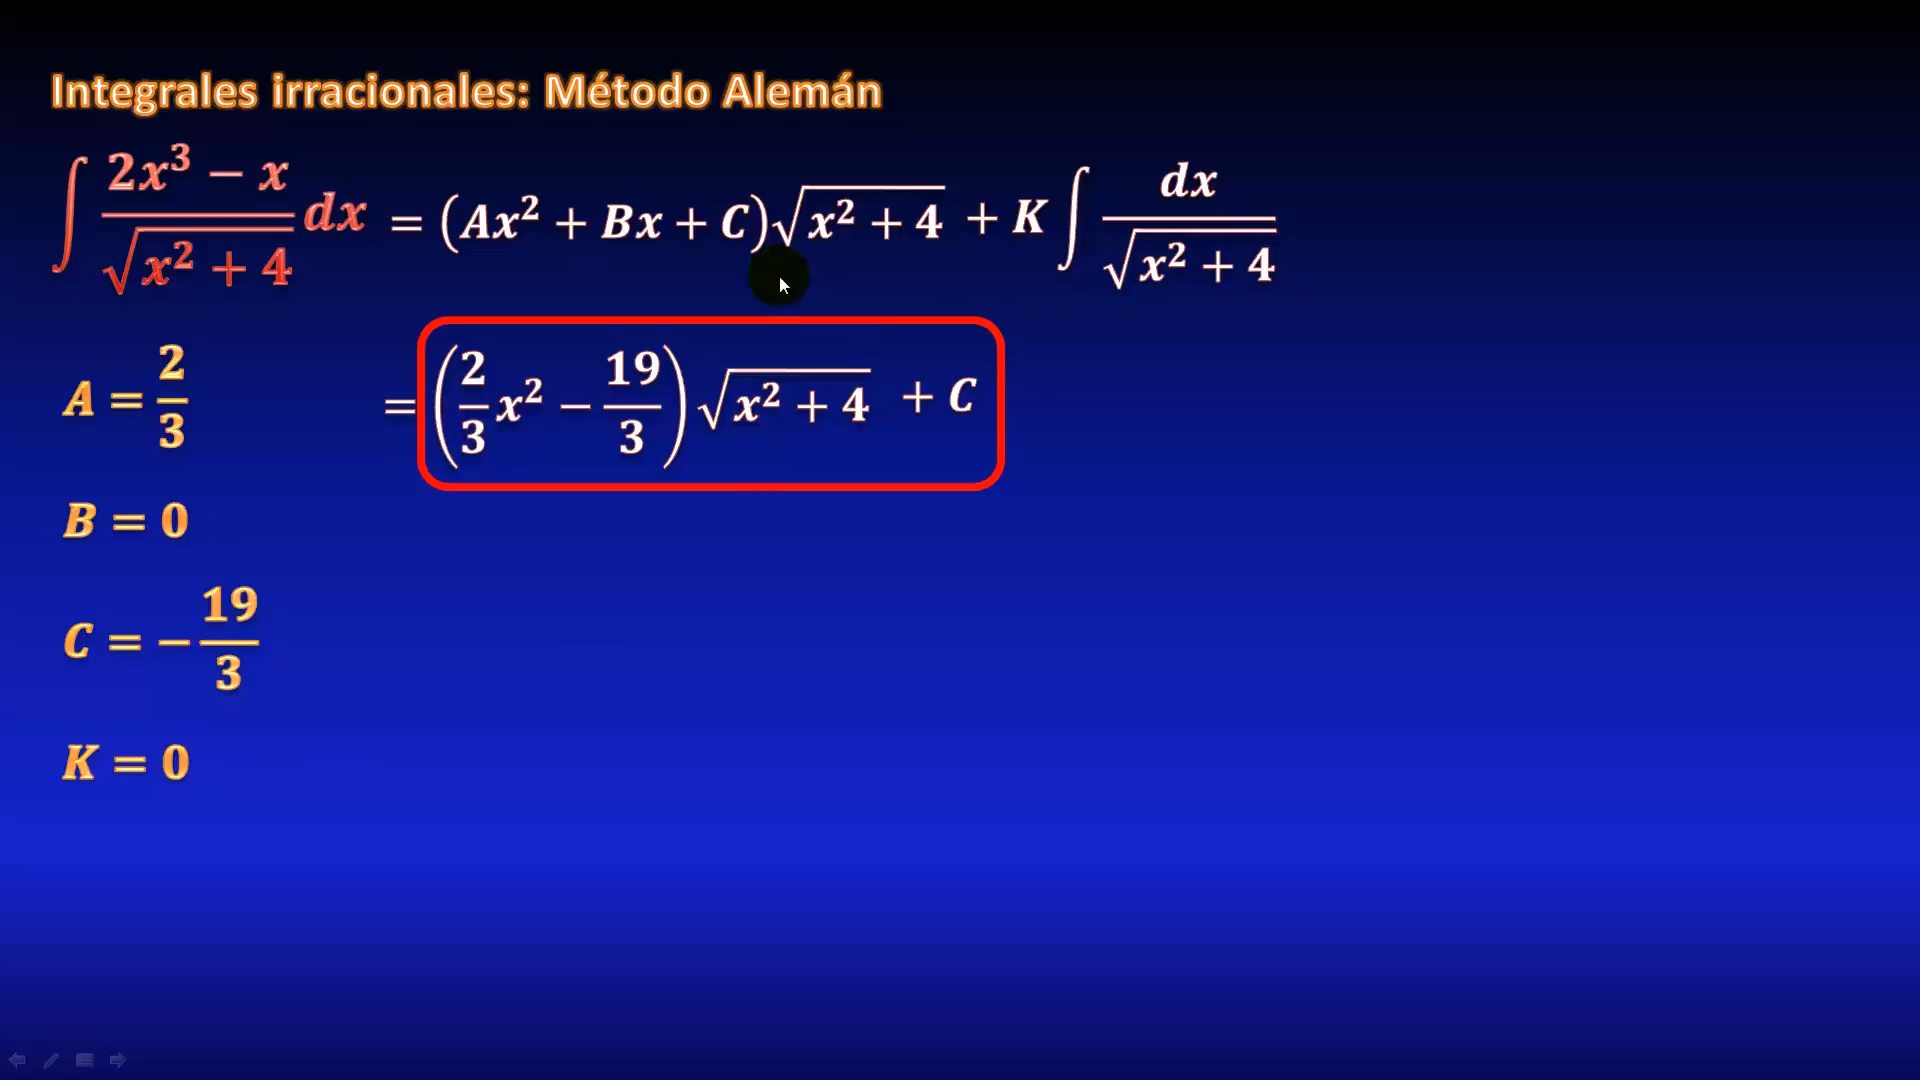 Integrales irracionales: Método Alemán
∫ (2x³ − x)/√(x² + 4) dx = (Ax² + Bx + C)√(x² + 4) + K ∫ dx/√(x² + 4)
A = 2/3
= (2/3 x² − 19/3) √(x² + 4) + C
B = 0
C = − 19/3
K = 0